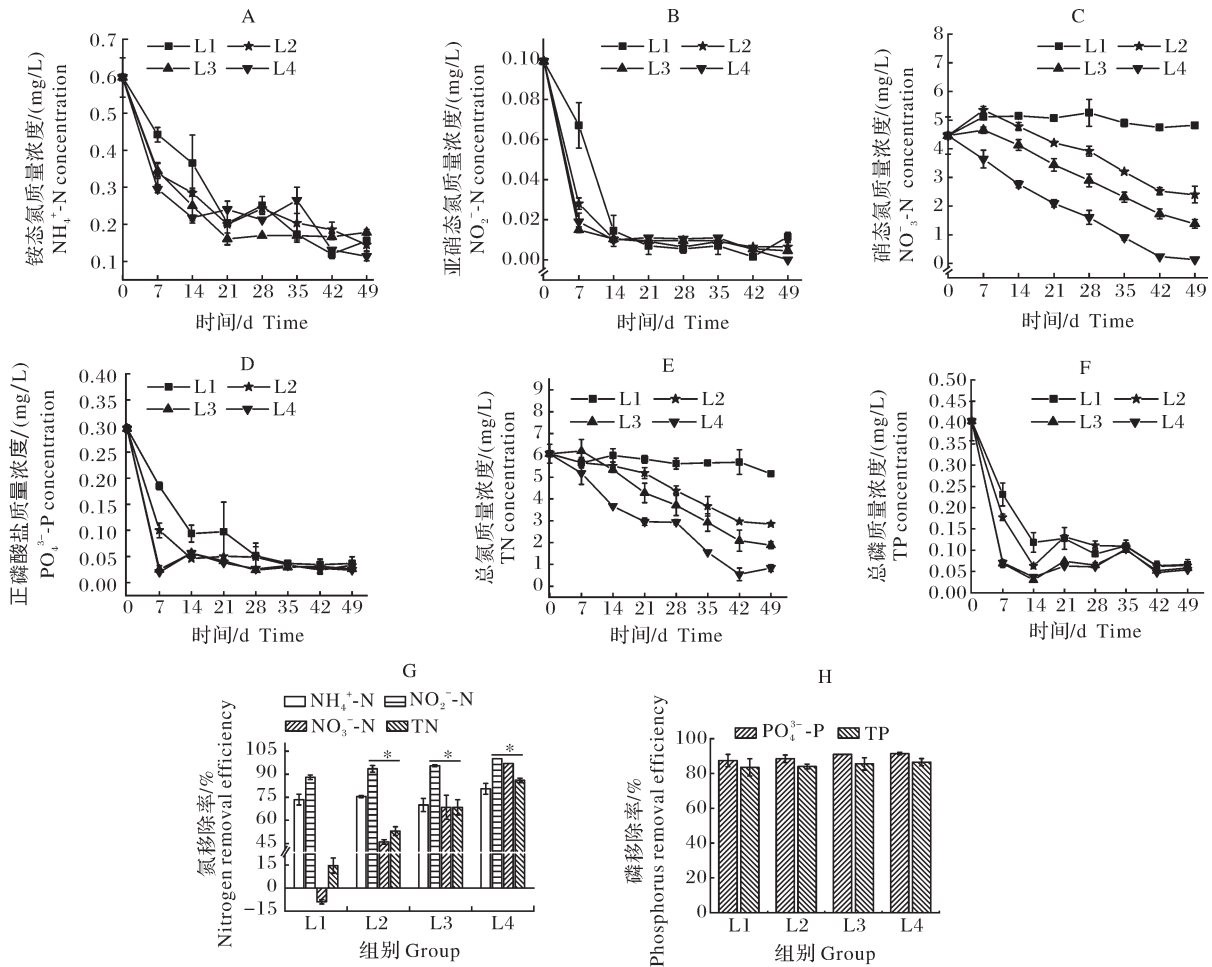 A
铵态氮质量浓度/(mg/L)
NH₄⁺-N concentration
0.7
0.6
0.5
0.4
0.3
0.2
0.1
L1 L2
L3 L4
0 7 14 21 28 35 42 49
时间/d Time
B
亚硝态氮质量浓度/(mg/L)
NO₂⁻-N concentration
0.10
0.08
0.06
0.04
0.02
0.00
L1 L2
L3 L4
0 7 14 21 28 35 42 49
时间/d Time
C
硝态氮质量浓度/(mg/L)
NO₃⁻-N concentration
8
7
6
5
4
3
2
1
0
L1 L2
L3 L4
0 7 14 21 28 35 42 49
时间/d Time
D
正磷酸盐质量浓度/(mg/L)
PO₄³⁻-P concentration
0.40
0.35
0.30
0.25
0.20
0.15
0.10
0.05
0.00
L1 L2
L3 L4
0 7 14 21 28 35 42 49
时间/d Time
E
总氮质量浓度/(mg/L)
TN concentration
9
8
7
6
5
4
3
2
1
0
L1 L2
L3 L4
0 7 14 21 28 35 42 49
时间/d Time
F
总磷质量浓度/(mg/L)
TP concentration
0.50
0.45
0.40
0.35
0.30
0.25
0.20
0.15
0.10
0.05
0.00
L1 L2
L3 L4
0 7 14 21 28 35 42 49
时间/d Time
G
氮移除率/%
Nitrogen removal efficiency
NH₄⁺-N NO₂⁻-N
NO₃⁻-N TN
105
90
75
60
45
15
0
-15
* * *
L1 L2 L3 L4
组别 Group
H
磷移除率/%
Phosphorus removal efficiency
PO₄³⁻-P TP
100
80
60
40
20
0
L1 L2 L3 L4
组别 Group